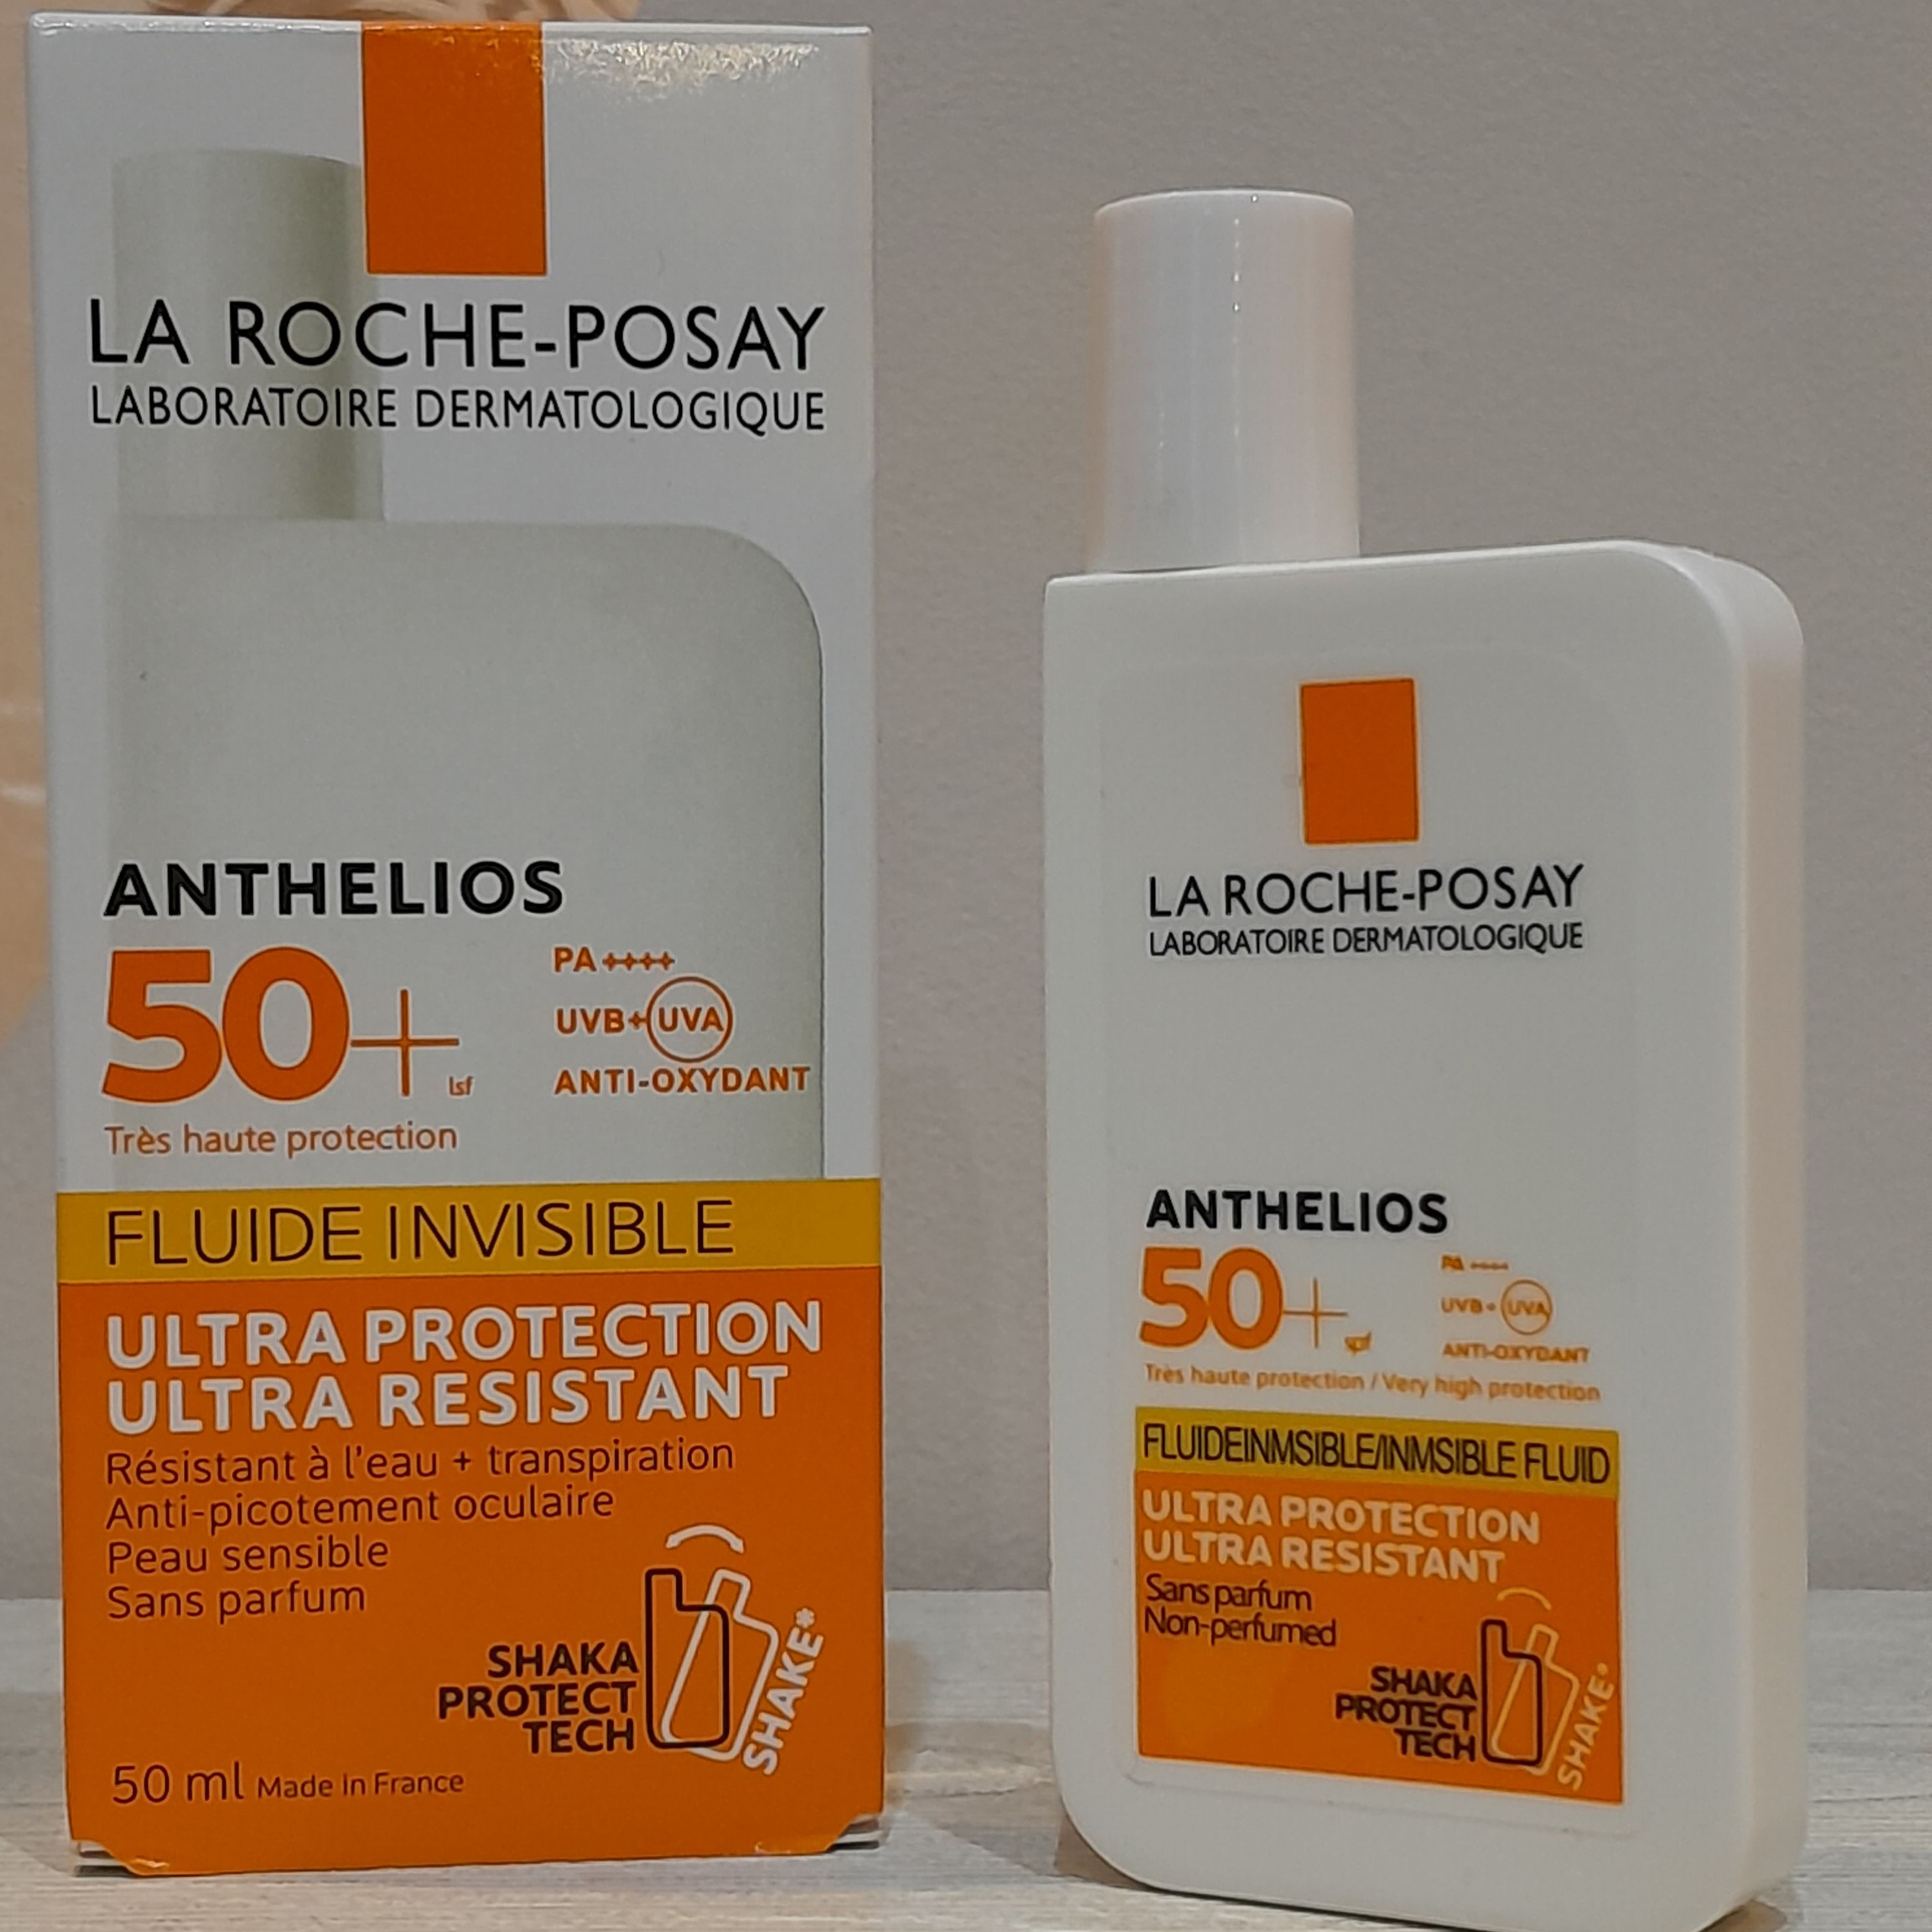 LA ROCHE-POSAY
LABORATOIRE DERMATOLOGIQUE
ANTHELIOS
50+ lsf
PA++++
UVB+UVA
ANTI-OXYDANT
Très haute protection
FLUIDE INVISIBLE
ULTRA PROTECTION
ULTRA RESISTANT
Résistant à l'eau + transpiration
Anti-picotement oculaire
Peau sensible
Sans parfum
SHAKA
PROTECT
TECH
SHAKE*
50 ml Made in France
LA ROCHE-POSAY
LABORATOIRE DERMATOLOGIQUE
ANTHELIOS
50+ spf
PA ++++
UVB+UVA
ANTI-OXYDANT
Très haute protection / Very high protection
FLUIDEINMSIBLE/INMSIBLE FLUID
ULTRA PROTECTION
ULTRA RESISTANT
Sans parfum
Non-perfumed
SHAKA
PROTECT
TECH
SHAKE*